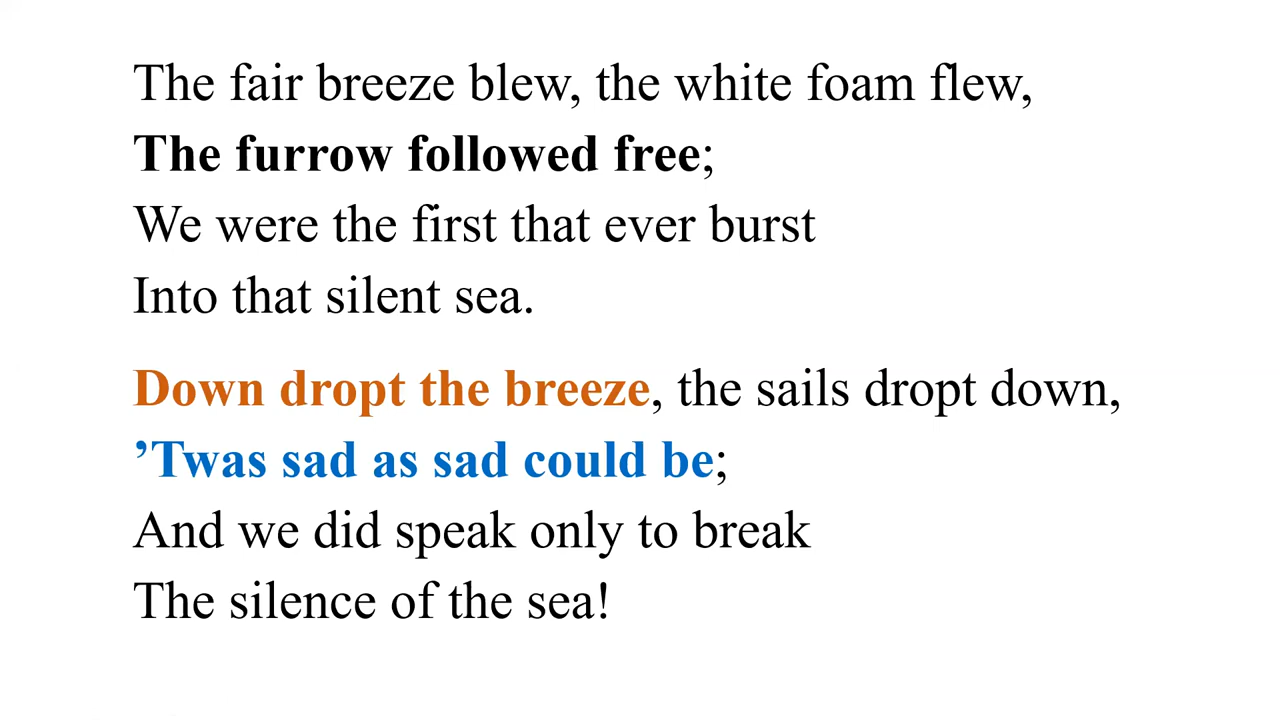 The fair breeze blew, the white foam flew,
The furrow followed free;
We were the first that ever burst
Into that silent sea.
Down dropt the breeze, the sails dropt down,
’Twas sad as sad could be;
And we did speak only to break
The silence of the sea!